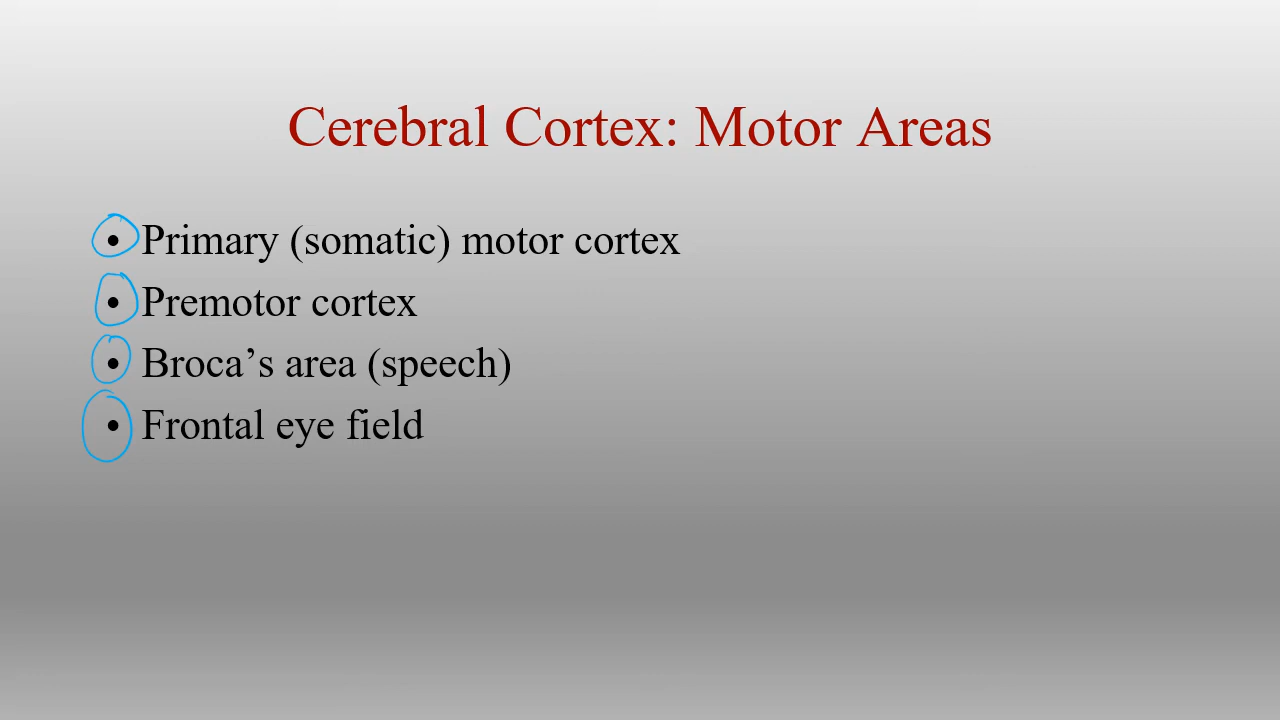 Cerebral Cortex: Motor Areas
• Primary (somatic) motor cortex
• Premotor cortex
• Broca’s area (speech)
• Frontal eye field